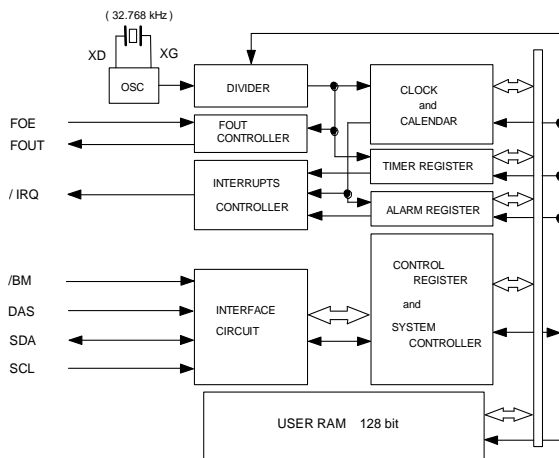 ( 32.768 kHz)
XD
XG
OSC
DIVIDER
CLOCK
and
CALENDAR
FOE
FOUT
FOUT
CONTROLLER
TIMER REGISTER
/ IRQ
INTERRUPTS
CONTROLLER
ALARM REGISTER
/BM
DAS
SDA
SCL
INTERFACE
CIRCUIT
CONTROL
REGISTER
and
SYSTEM
CONTROLLER
USER RAM 128 bit